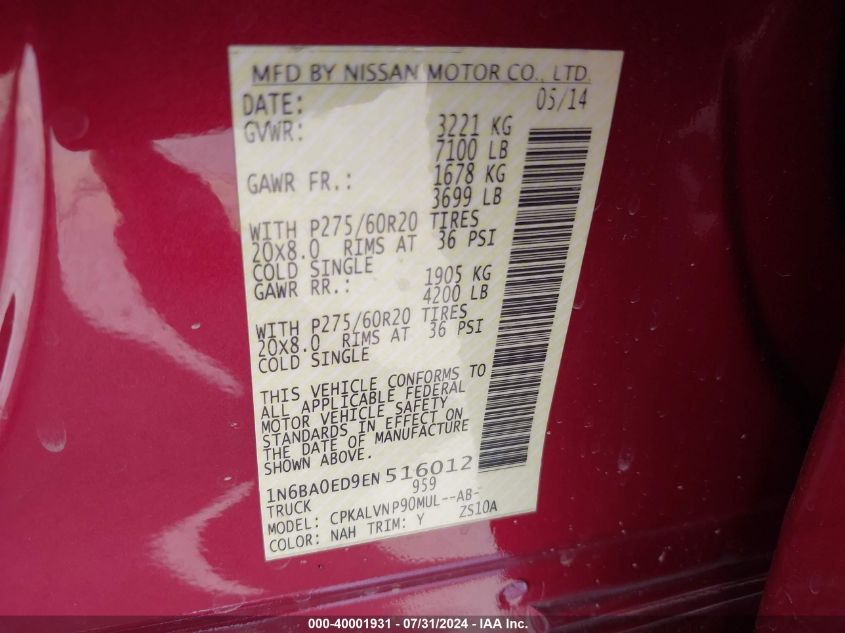 MFD BY NISSAN MOTOR CO., LTD.
DATE: 05/14
GVWR: 3221 KG
7100 LB
GAWR FR.: 1678 KG
3699 LB
WITH P275/60R20 TIRES
20X8.0 RIMS AT 36 PSI
COLD SINGLE
GAWR RR.: 1905 KG
4200 LB
WITH P275/60R20 TIRES
20X8.0 RIMS AT 36 PSI
COLD SINGLE
THIS VEHICLE CONFORMS TO
ALL APPLICABLE FEDERAL
MOTOR VEHICLE SAFETY
STANDARDS IN EFFECT ON
THE DATE OF MANUFACTURE
SHOWN ABOVE.
1N6BA0ED9EN516012
TRUCK 959
MODEL: CPKALVNP90MUL--AB-
COLOR: NAH TRIM: Y ZS10A
000-40001931 - 07/31/2024 - IAA Inc.